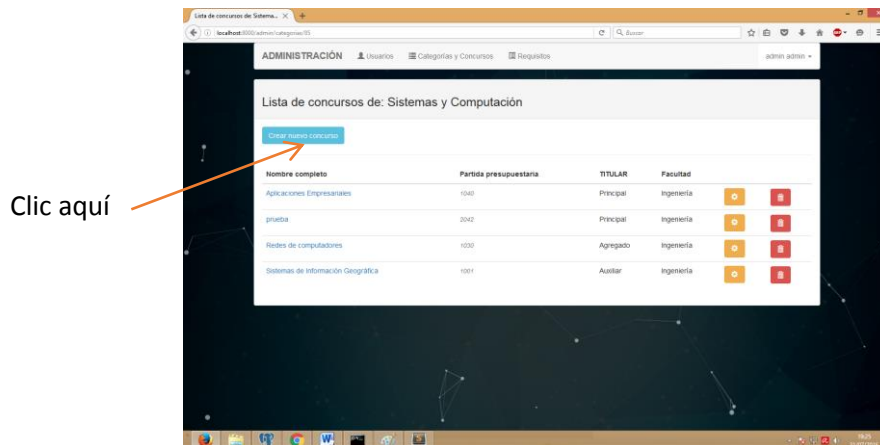 Lista de concursos de: Sistema...
localhost:8000/admin/categorias/35
Buscar
ADMINISTRACIÓN Usuarios Categorías y Concursos Requisitos admin admin
Lista de concursos de: Sistemas y Computación
Crear nuevo concurso
Clic aquí
Nombre completo Partida presupuestaria TITULAR Facultad
Aplicaciones Empresariales 1040 Principal Ingeniería
prueba 2042 Principal Ingeniería
Redes de computadores 1030 Agregado Ingeniería
Sistemas de Información Geográfica 1001 Auxiliar Ingeniería